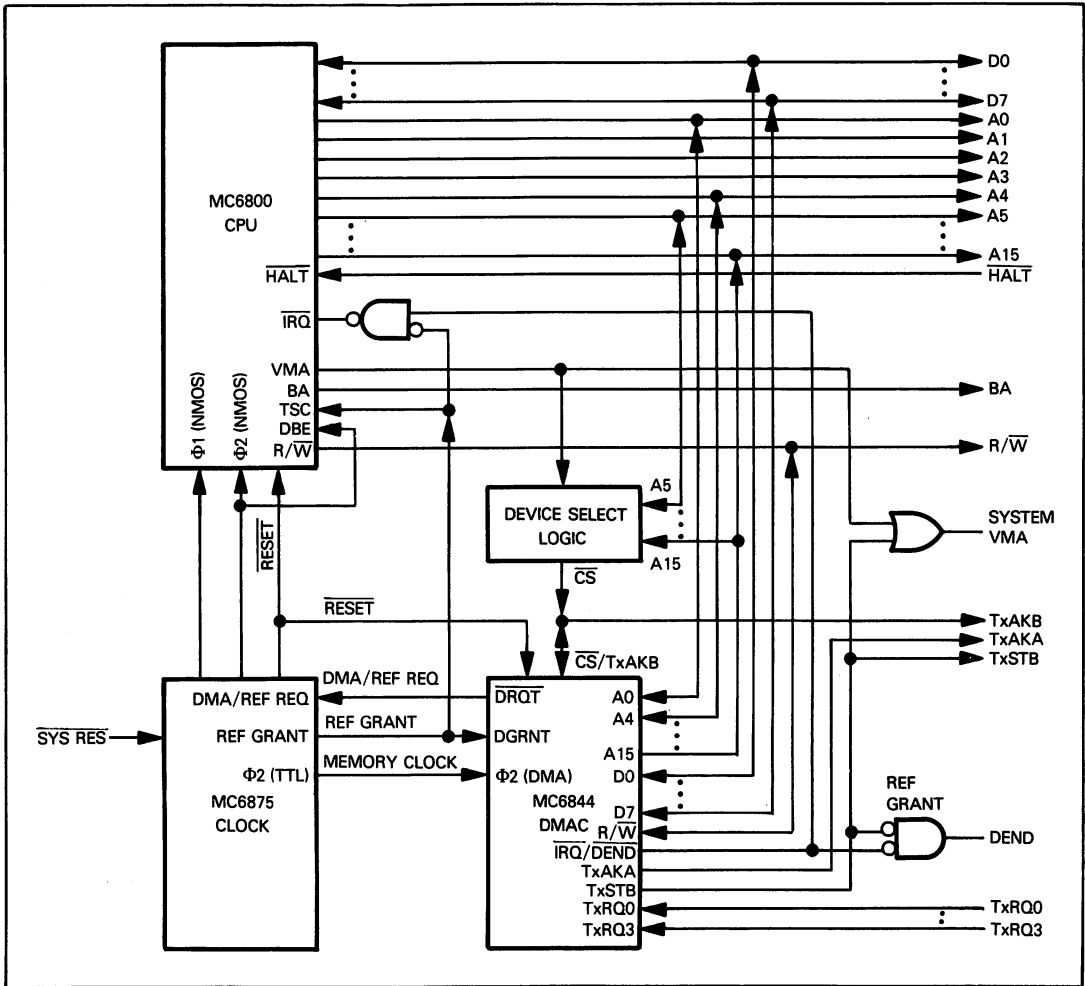 D0
D7
A0
A1
A2
A3
A4
A5
A15
HALT
MC6800
CPU
HALT
IRQ
VMA
BA
TSC
DBE
R/W
Φ1 (NMOS)
Φ2 (NMOS)
RESET
BA
R/W
DEVICE SELECT
LOGIC
A5
A15
CS
SYSTEM
VMA
RESET
CS/TxAKB
TxAKB
TxAKA
TxSTB
SYS RES
DMA/REF REQ
REF GRANT
Φ2 (TTL)
MC6875
CLOCK
DMA/REF REQ
REF GRANT
MEMORY CLOCK
DRQT
DGRNT
Φ2 (DMA)
MC6844
DMAC
A0
A4
A15
D0
D7
R/W
IRQ/DEND
TxAKA
TxSTB
TxRQ0
TxRQ3
REF
GRANT
DEND
TxRQ0
TxRQ3